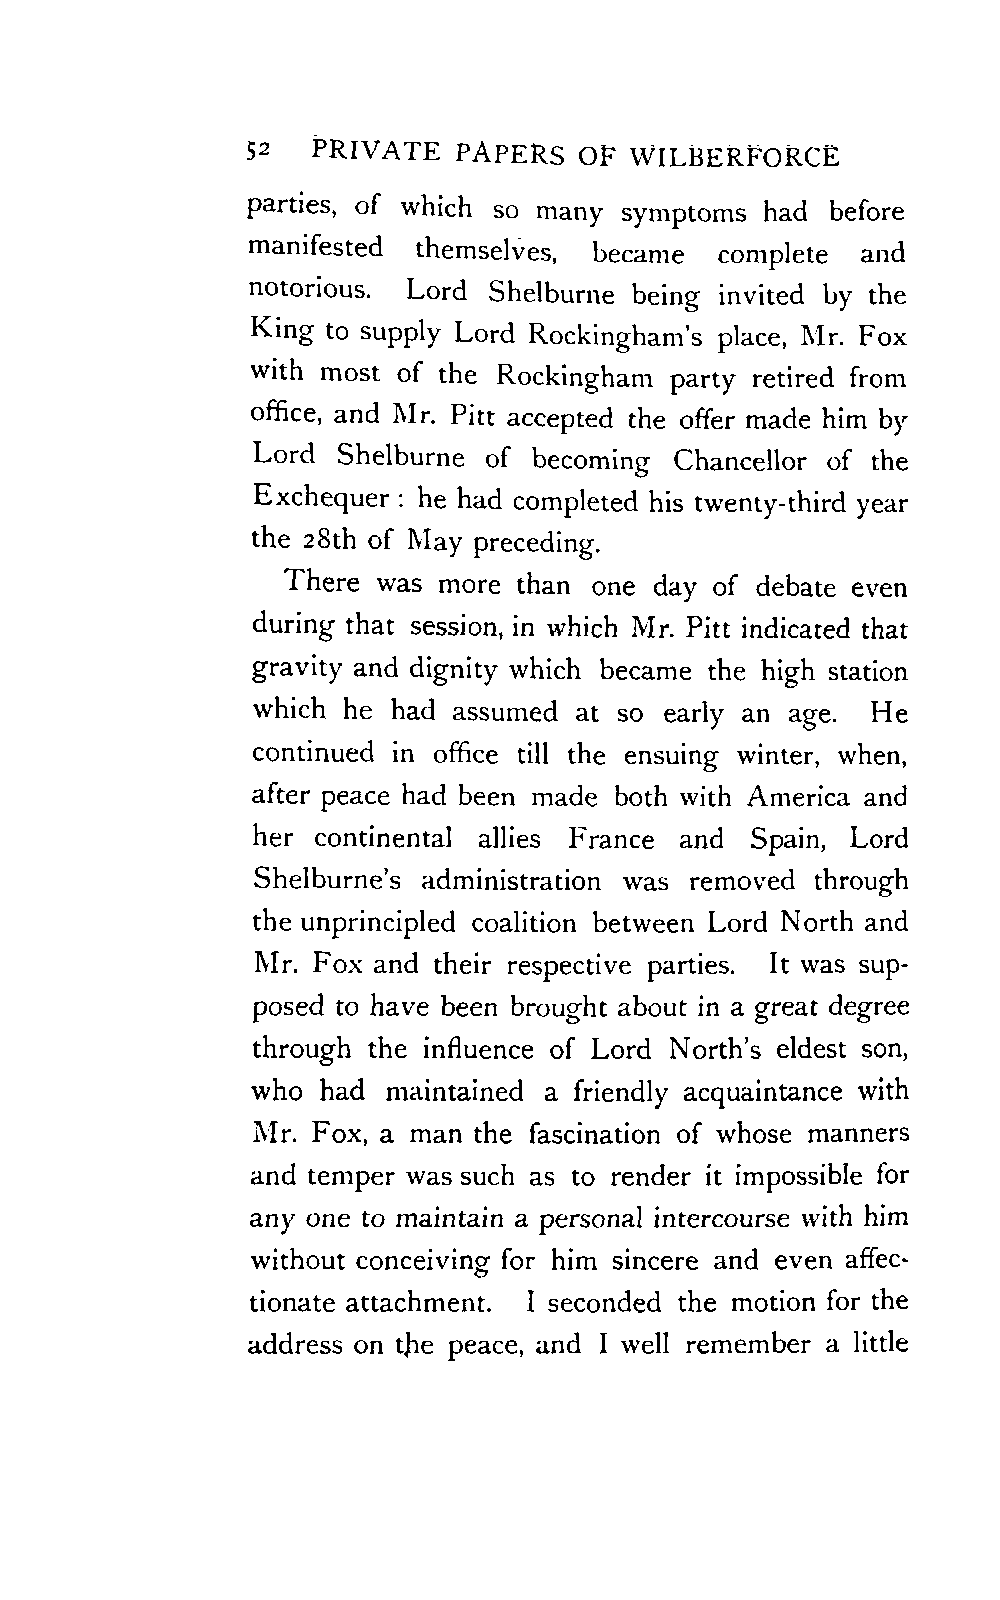 52 PRIVATE PAPERS OF WILBERFORCE
parties, of which so many symptoms had before
manifested themselves, became complete and
notorious. Lord Shelburne being invited by the
King to supply Lord Rockingham's place, Mr. Fox
with most of the Rockingham party retired from
office, and Mr. Pitt accepted the offer made him by
Lord Shelburne of becoming Chancellor of the
Exchequer : he had completed his twenty-third year
the 28th of May preceding.
There was more than one day of debate even
during that session, in which Mr. Pitt indicated that
gravity and dignity which became the high station
which he had assumed at so early an age. He
continued in office till the ensuing winter, when,
after peace had been made both with America and
her continental allies France and Spain, Lord
Shelburne's administration was removed through
the unprincipled coalition between Lord North and
Mr. Fox and their respective parties. It was sup-
posed to have been brought about in a great degree
through the influence of Lord North's eldest son,
who had maintained a friendly acquaintance with
Mr. Fox, a man the fascination of whose manners
and temper was such as to render it impossible for
any one to maintain a personal intercourse with him
without conceiving for him sincere and even affec-
tionate attachment. I seconded the motion for the
address on the peace, and I well remember a little